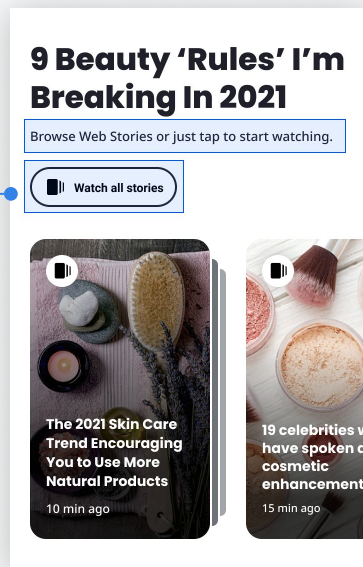 9 Beauty ‘Rules’ I’m
Breaking In 2021
Browse Web Stories or just tap to start watching.
Watch all stories
The 2021 Skin Care
Trend Encouraging
You to Use More
Natural Products
10 min ago
19 celebrities
have spoken
cosmetic
enhancement
15 min ago